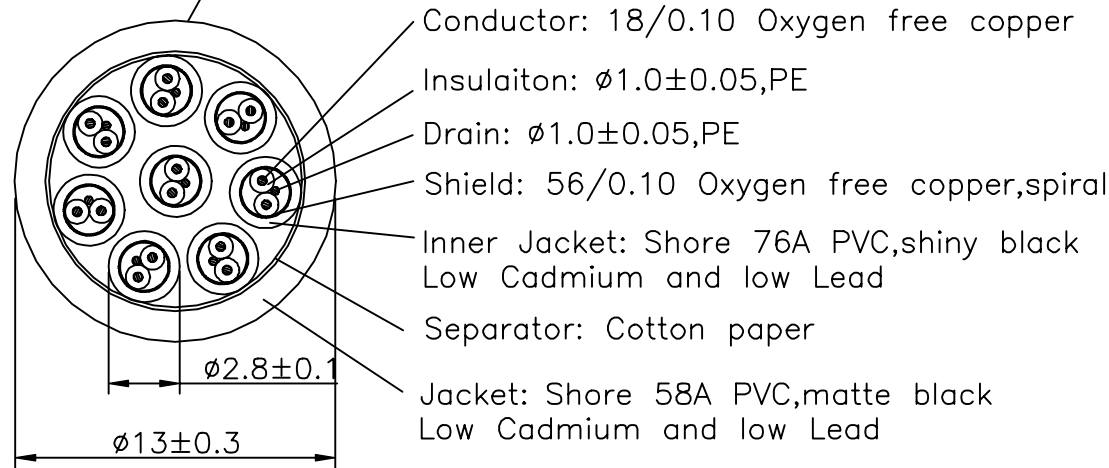 Conductor: 18/0.10 Oxygen free copper
Insulaiton: ø1.0±0.05,PE
Drain: ø1.0±0.05,PE
Shield: 56/0.10 Oxygen free copper,spiral
Inner Jacket: Shore 76A PVC,shiny black
Low Cadmium and low Lead
Separator: Cotton paper
ø2.8±0.1
Jacket: Shore 58A PVC,matte black
Low Cadmium and low Lead
ø13±0.3